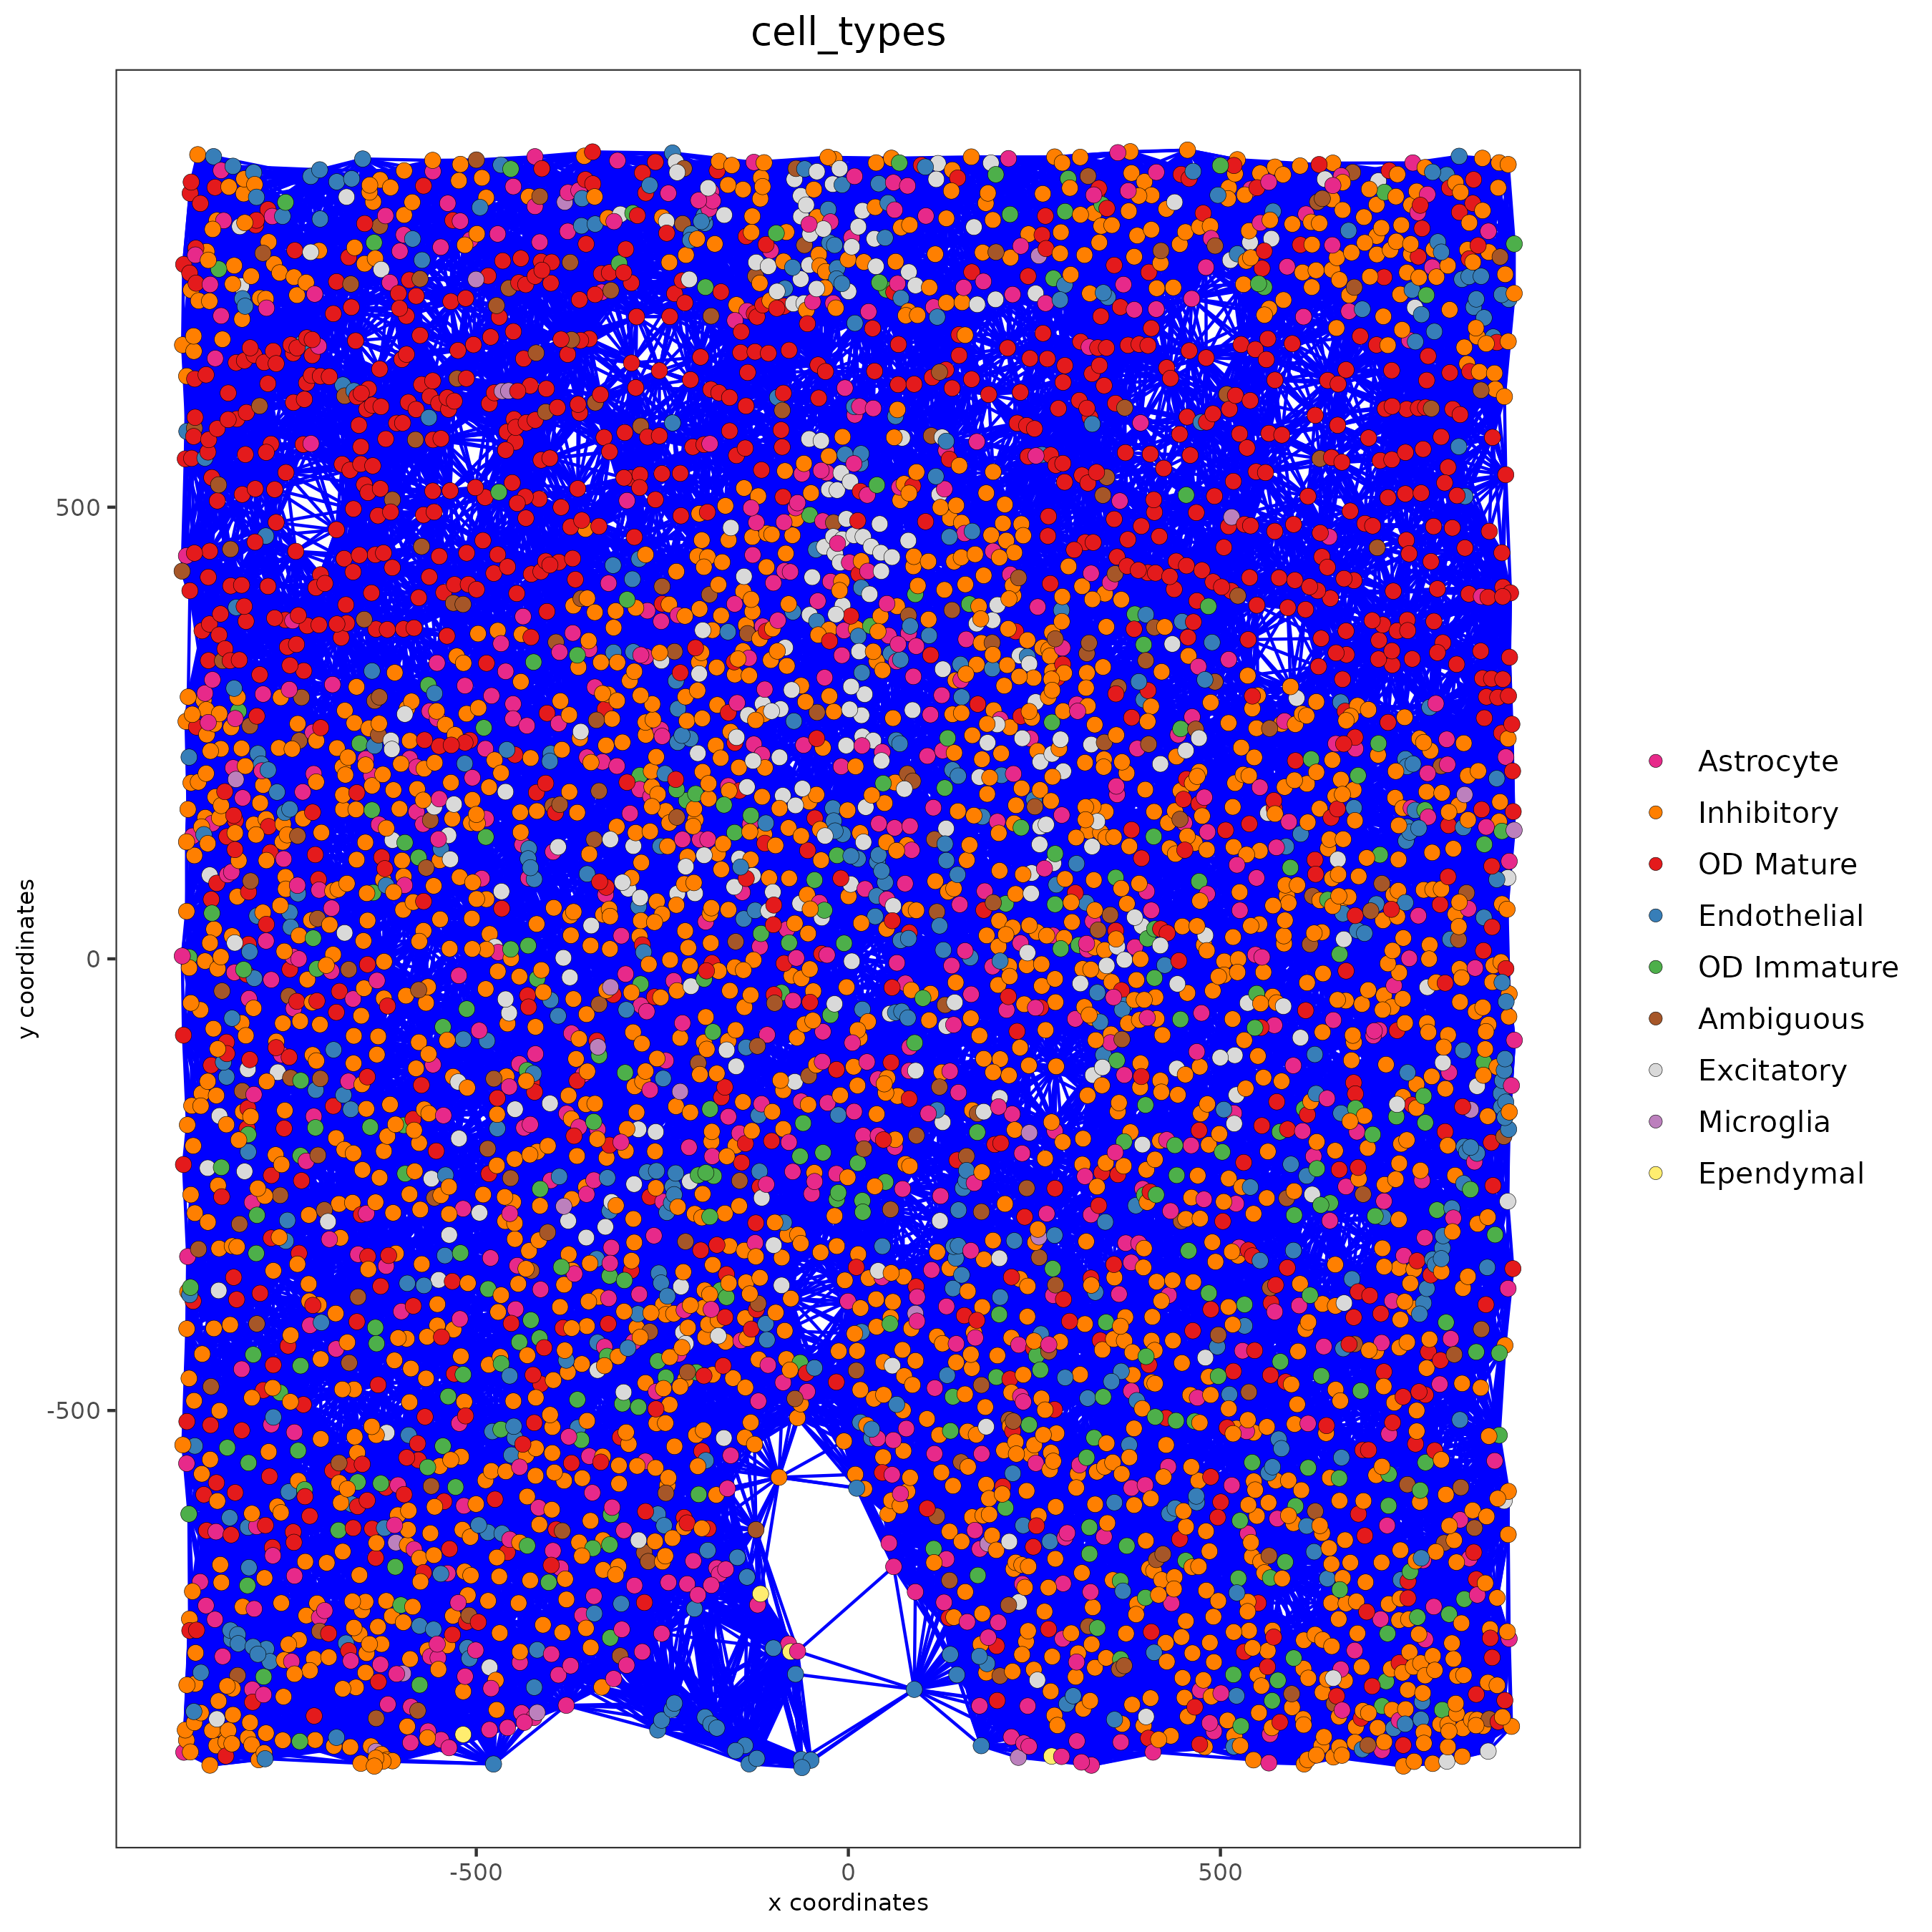 cell_types
y coordinates
500
0
-500
-500
0
500
x coordinates
Astrocyte
Inhibitory
OD Mature
Endothelial
OD Immature
Ambiguous
Excitatory
Microglia
Ependymal